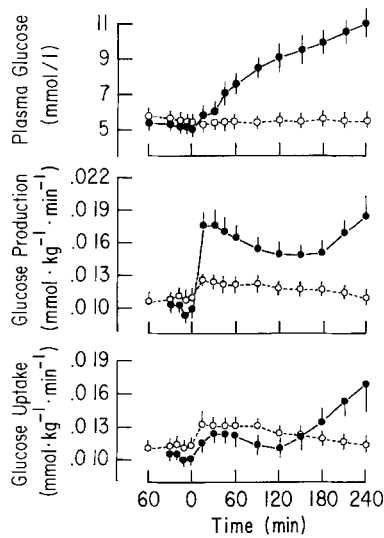 Plasma Glucose
(mmol/l)
11
9
7
5
Glucose Production
(mmol·kg⁻¹·min⁻¹)
.022
.019
.016
.013
.010
Glucose Uptake
(mmol·kg⁻¹·min⁻¹)
.019
.016
.013
.010
60
0
60
120
180
240
Time (min)